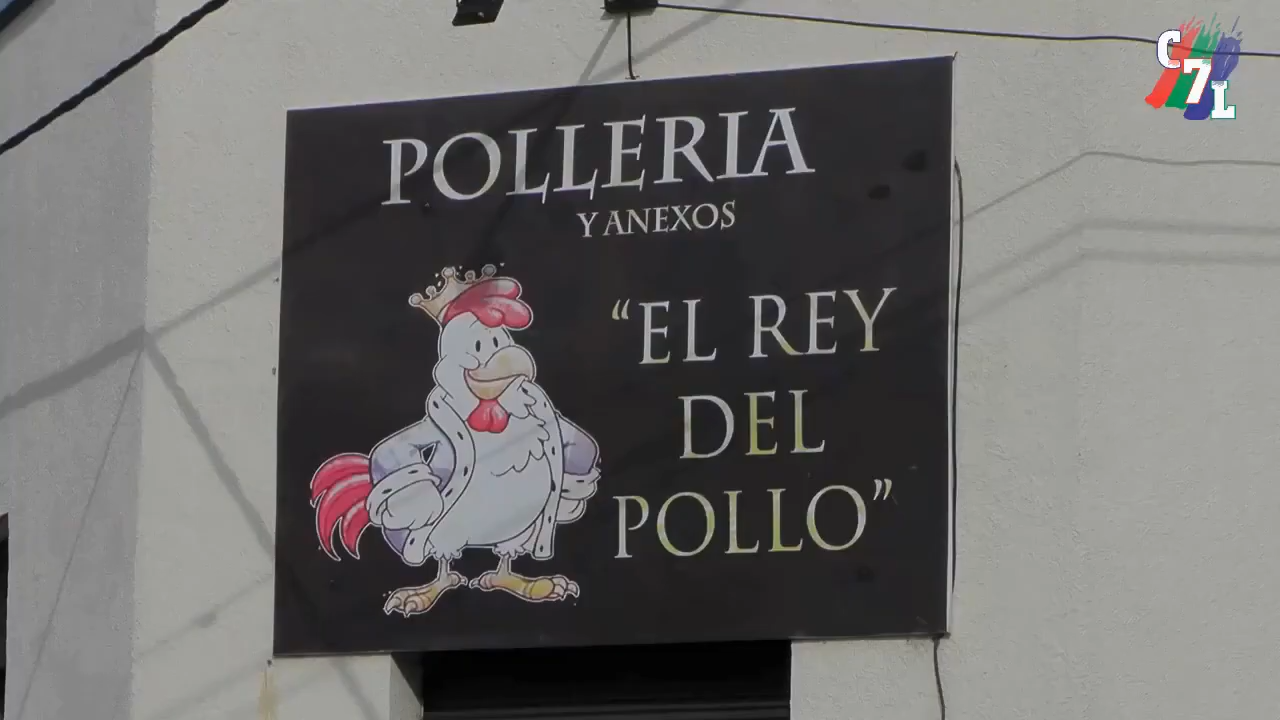 POLLERIA
Y ANEXOS
“EL REY
DEL
POLLO”
C7L